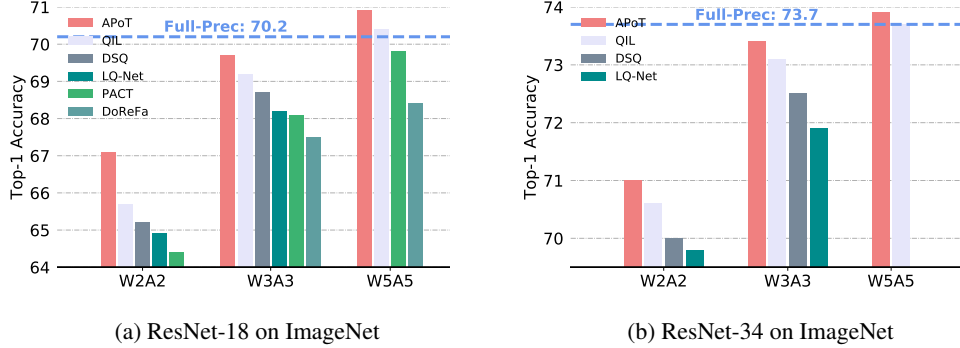 71
70
69
68
67
66
65
64
Top-1 Accuracy
Full-Prec: 70.2
APoT
QIL
DSQ
LQ-Net
PACT
DoReFa
W2A2
W3A3
W5A5
(a) ResNet-18 on ImageNet
74
73
72
71
70
Top-1 Accuracy
Full-Prec: 73.7
APoT
QIL
DSQ
LQ-Net
W2A2
W3A3
W5A5
(b) ResNet-34 on ImageNet